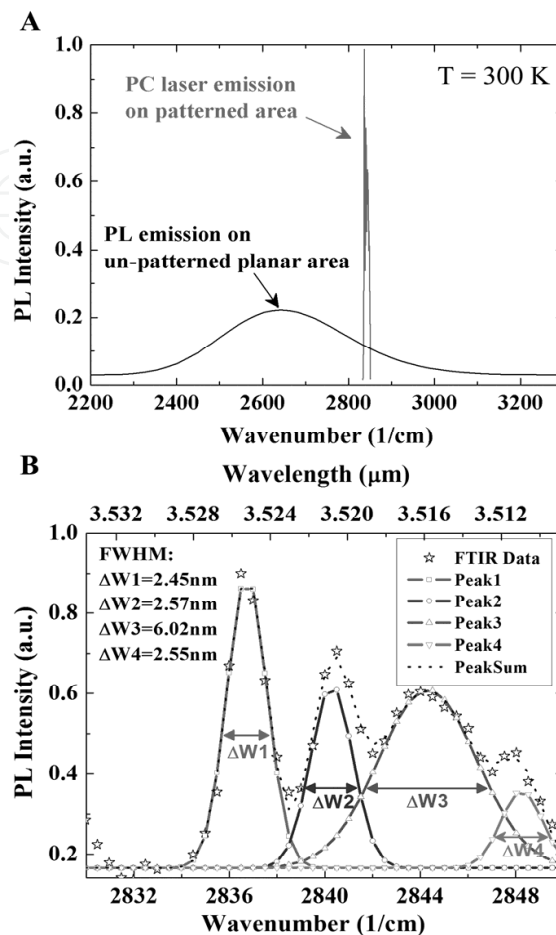 A
PC laser emission
on patterned area
T = 300 K
PL emission on
un-patterned planar area
PL Intensity (a.u.)
1.0
0.8
0.6
0.4
0.2
0.0
2200 2400 2600 2800 3000 3200
Wavenumber (1/cm)
B
Wavelength (μm)
3.532 3.528 3.524 3.520 3.516 3.512
FWHM:
ΔW1=2.45nm
ΔW2=2.57nm
ΔW3=6.02nm
ΔW4=2.55nm
FTIR Data
Peak1
Peak2
Peak3
Peak4
PeakSum
PL Intensity (a.u.)
1.0
0.8
0.6
0.4
0.2
ΔW1
ΔW2
ΔW3
ΔW4
2832 2836 2840 2844 2848
Wavenumber (1/cm)